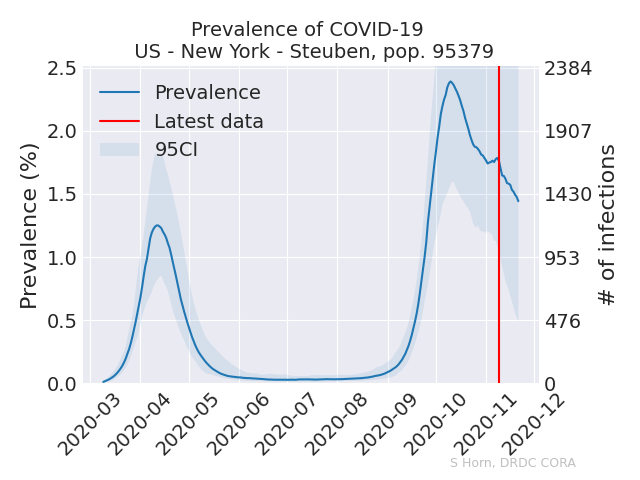 Prevalence of COVID-19
US - New York - Steuben, pop. 95379
Prevalence
Latest data
95CI
Prevalence (%)
2.5
2.0
1.5
1.0
0.5
0.0
2384
1907
1430
953
476
0
# of infections
2020-03
2020-04
2020-05
2020-06
2020-07
2020-08
2020-09
2020-10
2020-11
2020-12
S Horn, DRDC CORA